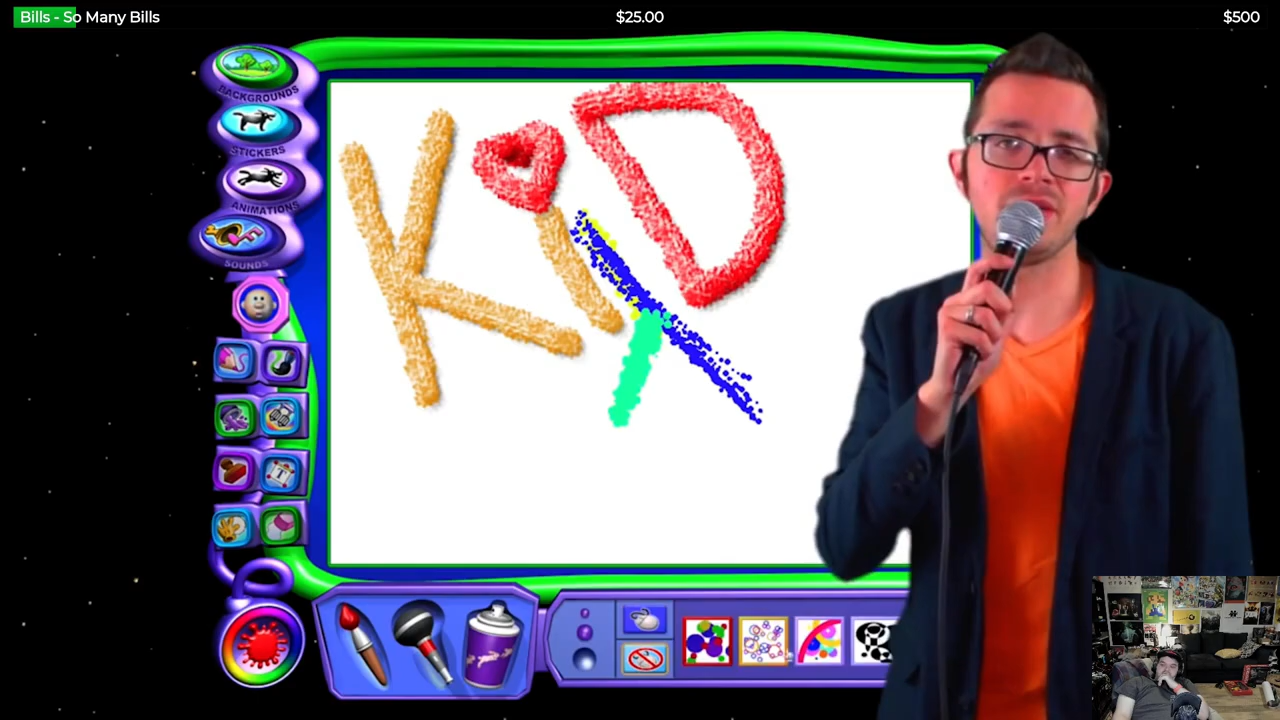 Bills - So Many Bills $25.00 $500
BACKGROUNDS
STICKERS
ANIMATIONS
SOUNDS
KiD
T